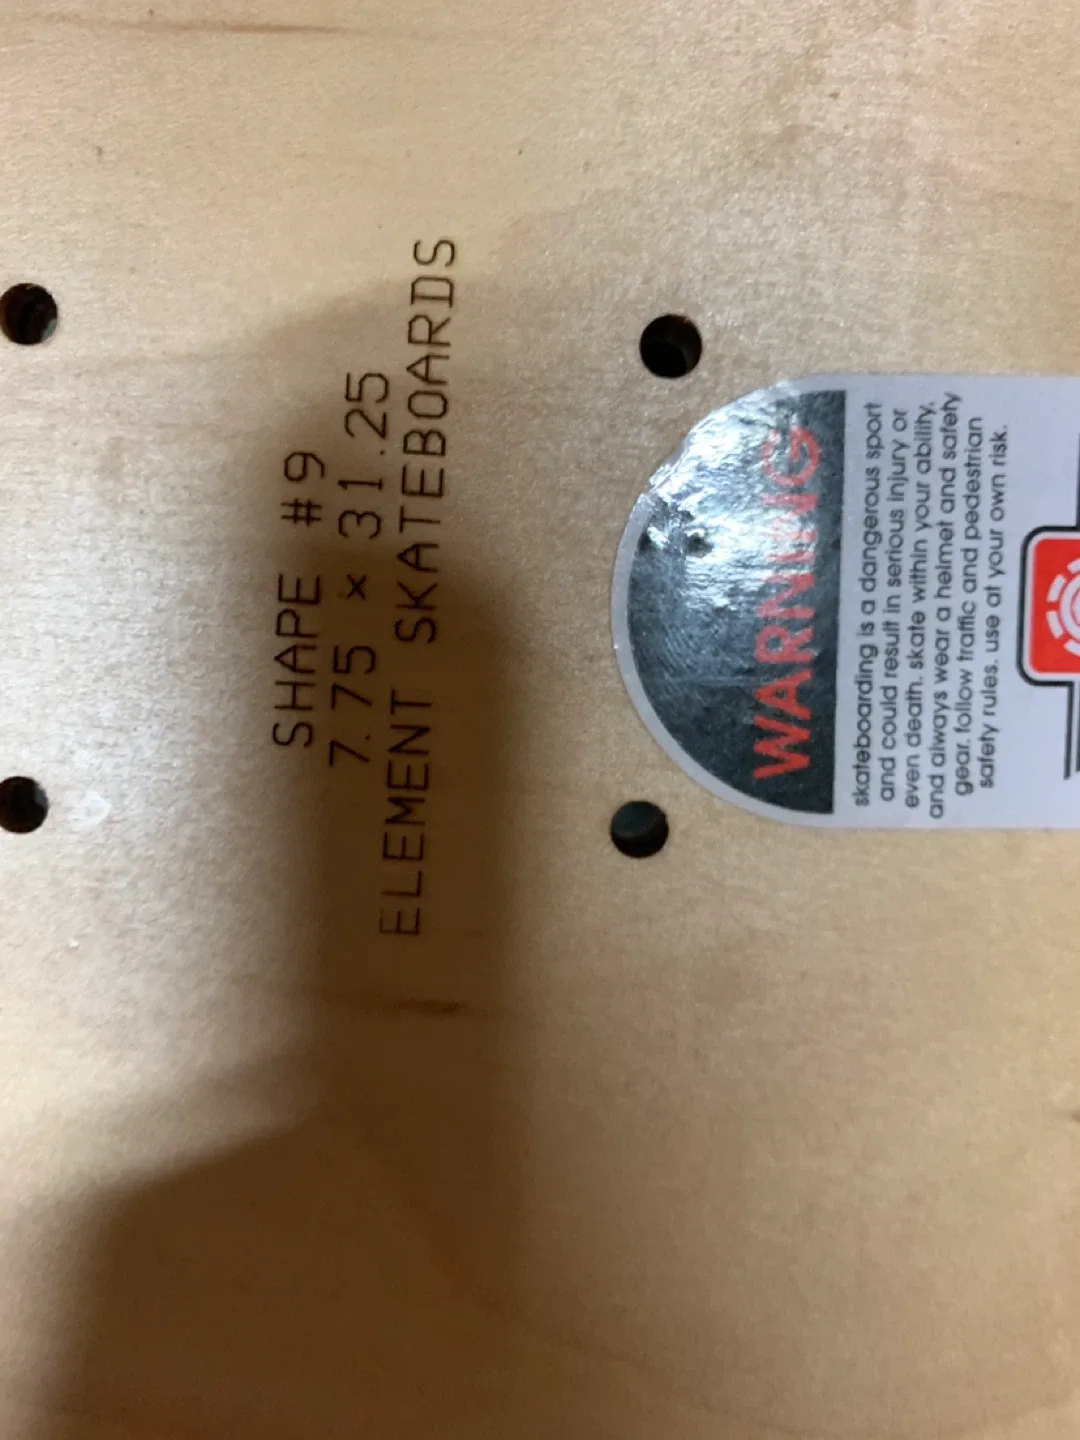 SHAPE #9
7.75 × 31.25
ELEMENT SKATEBOARDS
WARNING
skateboarding is a dangerous sport
and could result in serious injury or
even death. skate within your ability.
and always wear a helmet and safety
gear. follow traffic and pedestrian
safety rules. use at your own risk.